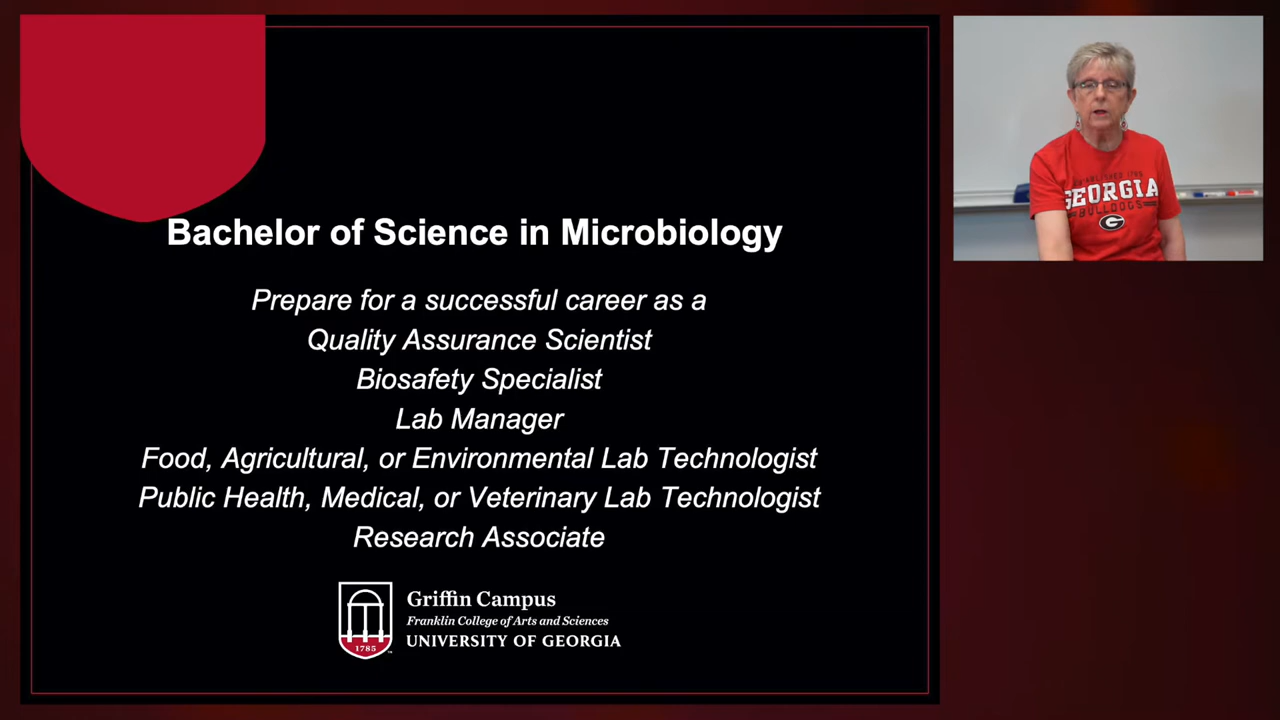 Bachelor of Science in Microbiology
Prepare for a successful career as a
Quality Assurance Scientist
Biosafety Specialist
Lab Manager
Food, Agricultural, or Environmental Lab Technologist
Public Health, Medical, or Veterinary Lab Technologist
Research Associate
1785
Griffin Campus
Franklin College of Arts and Sciences
UNIVERSITY OF GEORGIA
ESTABLISHED 1785
GEORGIA
BULLDOGS
G